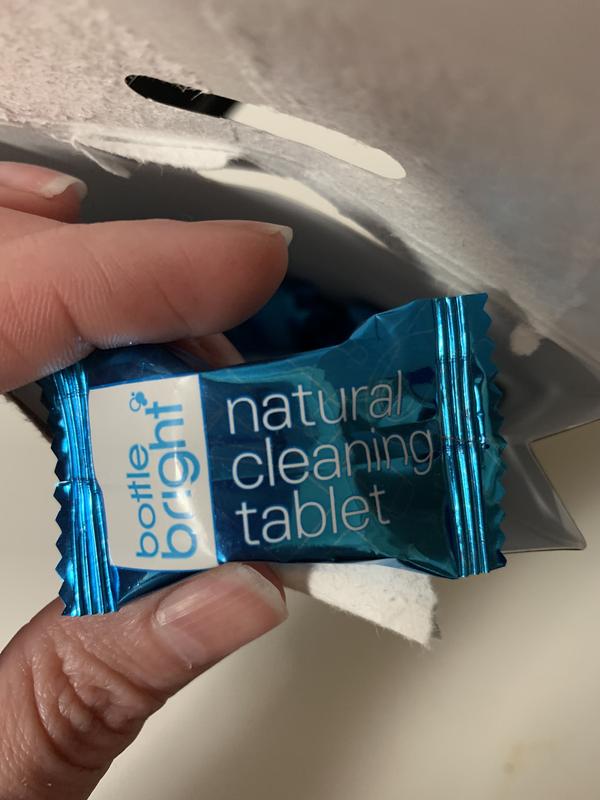 bottle
bright
natural
cleaning
tablet